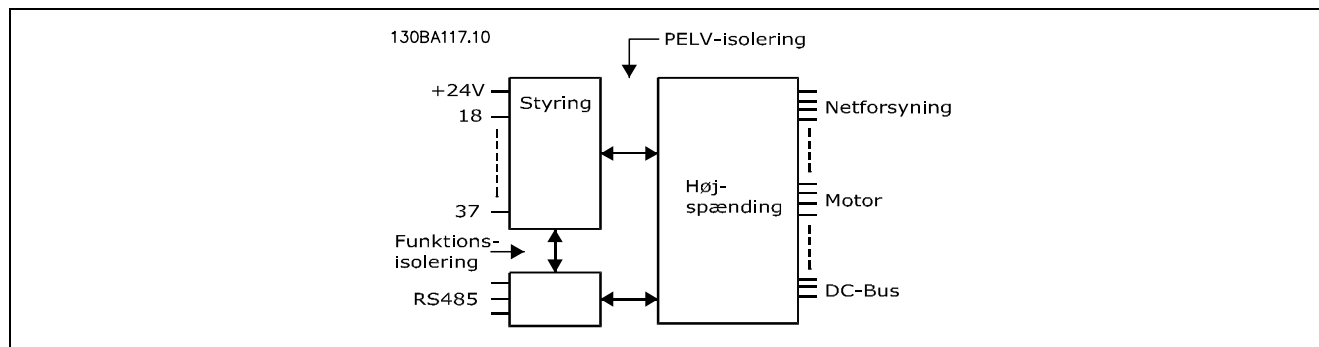 130BA117.10
PELV-isolering
+24V
Styring
18
Netforsyning
Høj-
spænding
37
Motor
Funktions-
isolering
RS485
DC-Bus